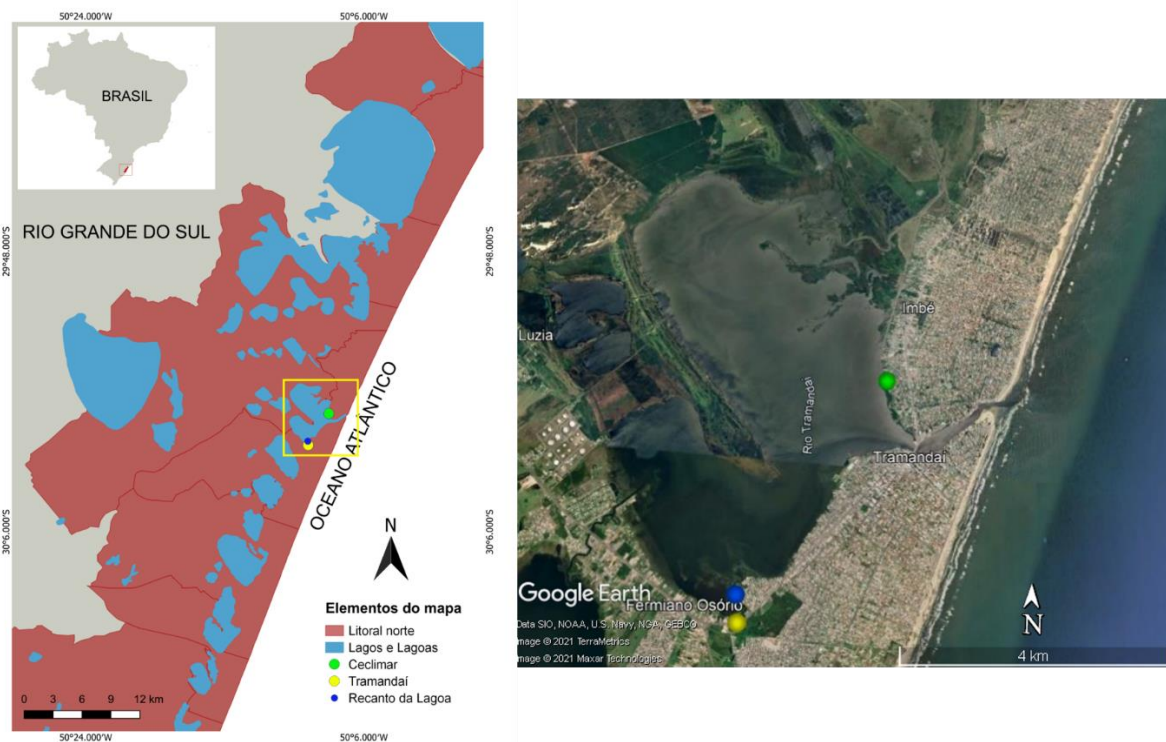 50°24.000'W
50°6.000'W
BRASIL
RIO GRANDE DO SUL
29°48.000'S
29°48.000'S
OCEANO ATLÂNTICO
30°6.000'S
30°6.000'S
N
Elementos do mapa
Litoral norte
Lagos e Lagoas
Ceclimar
Tramandaí
Recanto da Lagoa
0 3 6 9 12 km
50°24.000'W
50°6.000'W
Imbé
Luzia
Rio Tramandaí
Tramandaí
Google Earth
Fermiano Osório
Data SIO, NOAA, U.S. Navy, NGA, GEBCO
mage © 2021 TerraMetrics
mage © 2021 Maxar Technologies
N
4 km